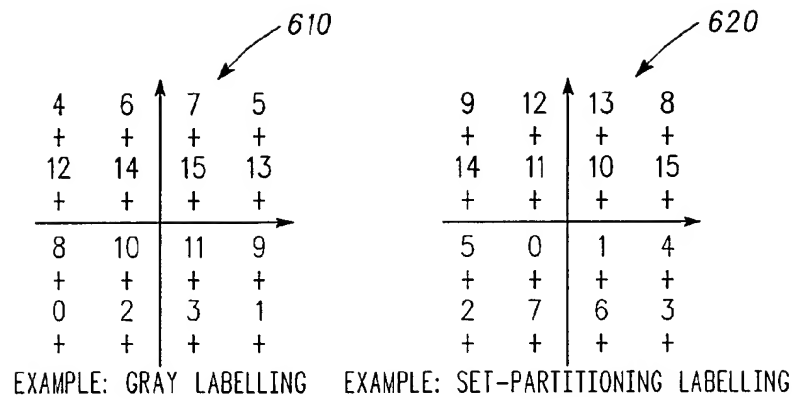 610 620
4 6 7 5 9 12 13 8
+ + + + + + + +
12 14 15 13 14 11 10 15
+ + + + + + + +
8 10 11 9 5 0 1 4
+ + + + + + + +
0 2 3 1 2 7 6 3
+ + + + + + + +
EXAMPLE: GRAY LABELLING EXAMPLE: SET-PARTITIONING LABELLING